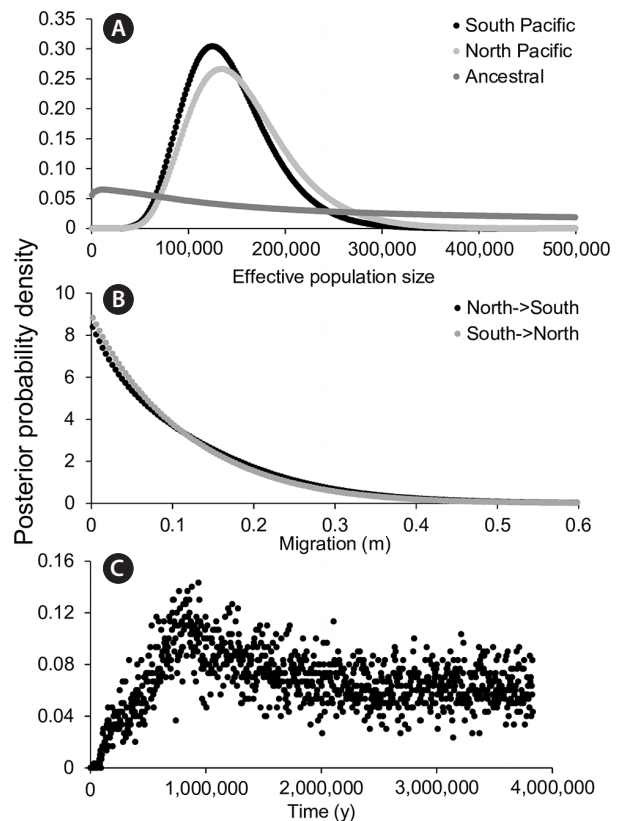 Posterior probability density
A
0.35
0.30
0.25
0.20
0.15
0.10
0.05
0
South Pacific
North Pacific
Ancestral
0 100,000 200,000 300,000 400,000 500,000
Effective population size
B
10
8
6
4
2
0
North->South
South->North
0 0.1 0.2 0.3 0.4 0.5 0.6
Migration (m)
C
0.16
0.12
0.08
0.04
0
0 1,000,000 2,000,000 3,000,000 4,000,000
Time (y)